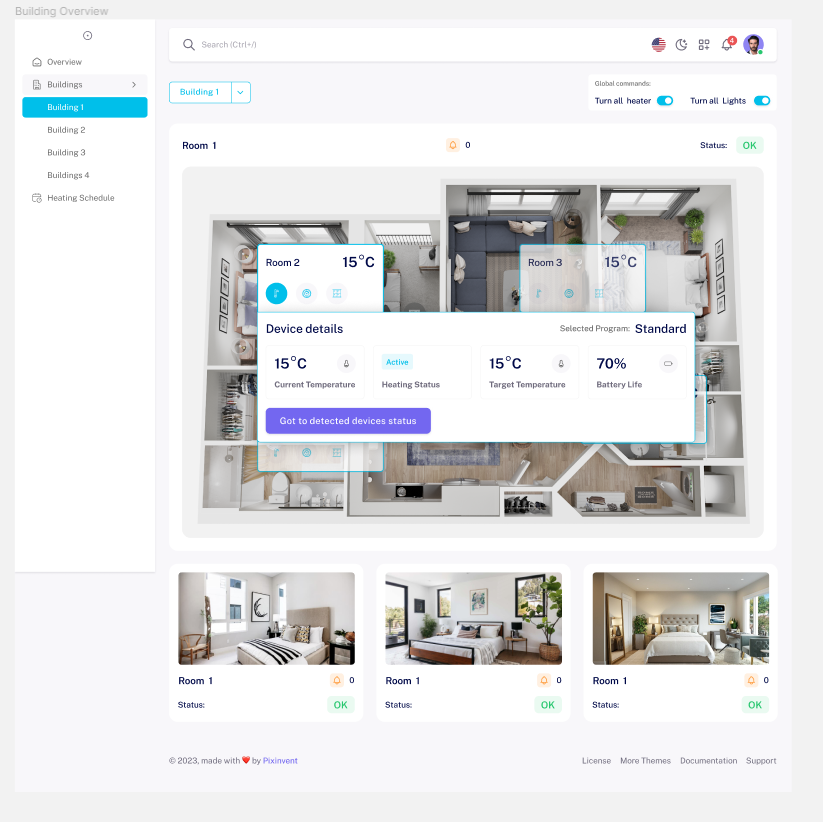 Building Overview
Search (Ctrl+/)
4
Overview
Buildings
Building 1
Building 2
Building 3
Buildings 4
Heating Schedule
Building 1
Global commands:
Turn all heater
Turn all Lights
Room 1
0
Status:
OK
Room 2
15°C
Room 3
15°C
Device details
Selected Program: Standard
15°C
Current Temperature
Active
Heating Status
15°C
Target Temperature
70%
Battery Life
Got to detected devices status
Room 1
0
Status:
OK
Room 1
0
Status:
OK
Room 1
0
Status:
OK
© 2023, made with ❤ by Pixinvent
License
More Themes
Documentation
Support